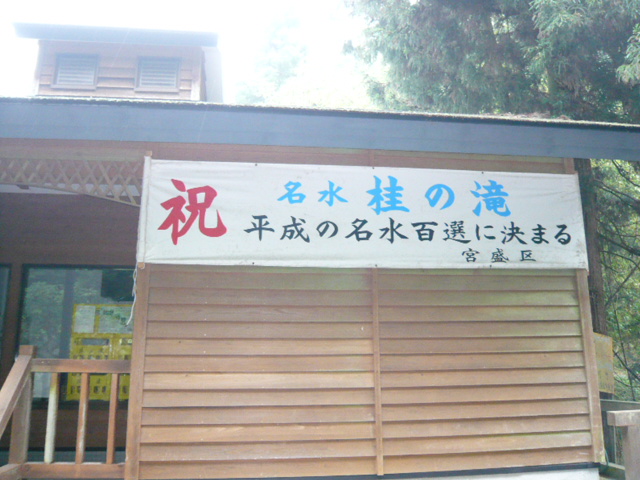 祝
名水 桂の滝
平成の名水百選に決まる
宮盛区